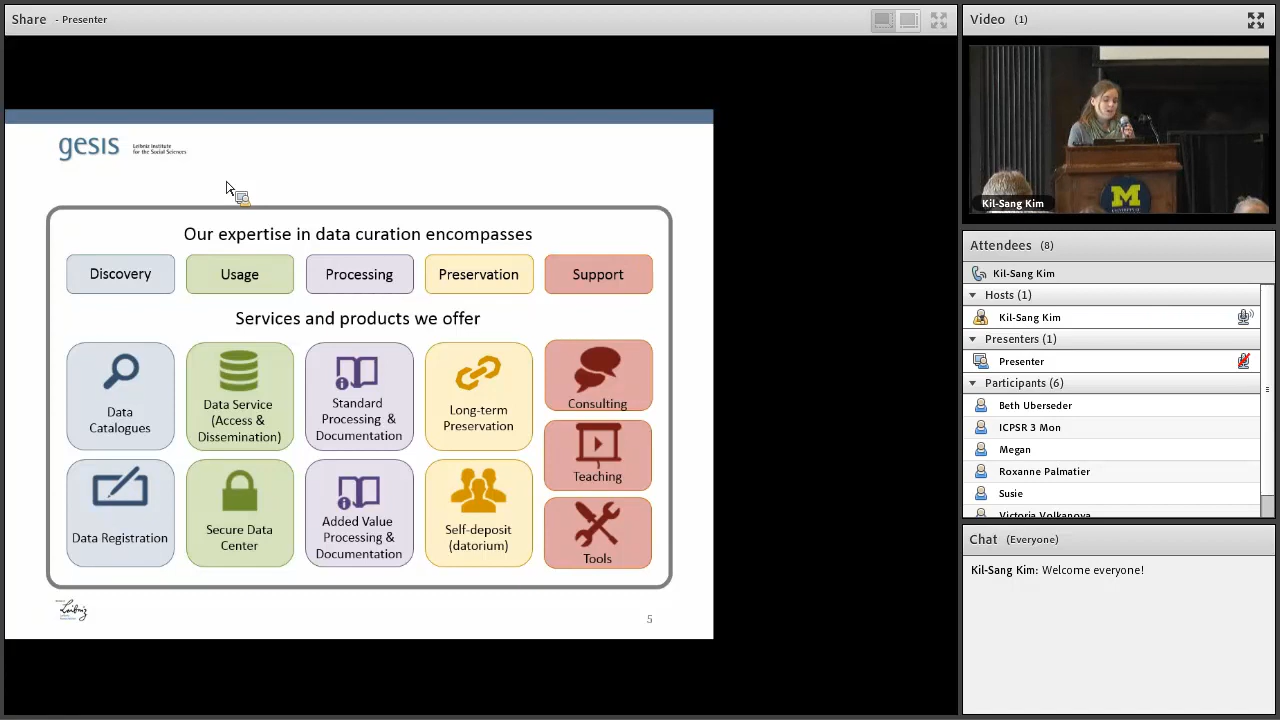 Share - Presenter
gesis Leibniz Institute
for the Social Sciences
Our expertise in data curation encompasses
Discovery
Usage
Processing
Preservation
Support
Services and products we offer
Data
Catalogues
Data Service
(Access &
Dissemination)
Standard
Processing &
Documentation
Long-term
Preservation
Consulting
Teaching
Data Registration
Secure Data
Center
Added Value
Processing &
Documentation
Self-deposit
(datorium)
Tools
Leibniz
5
Video (1)
M
Kil-Sang Kim
Attendees (8)
Kil-Sang Kim
Hosts (1)
Kil-Sang Kim
Presenters (1)
Presenter
Participants (6)
Beth Uberseder
ICPSR 3 Mon
Megan
Roxanne Palmatier
Susie
Victoria Volkanova
Chat (Everyone)
Kil-Sang Kim: Welcome everyone!